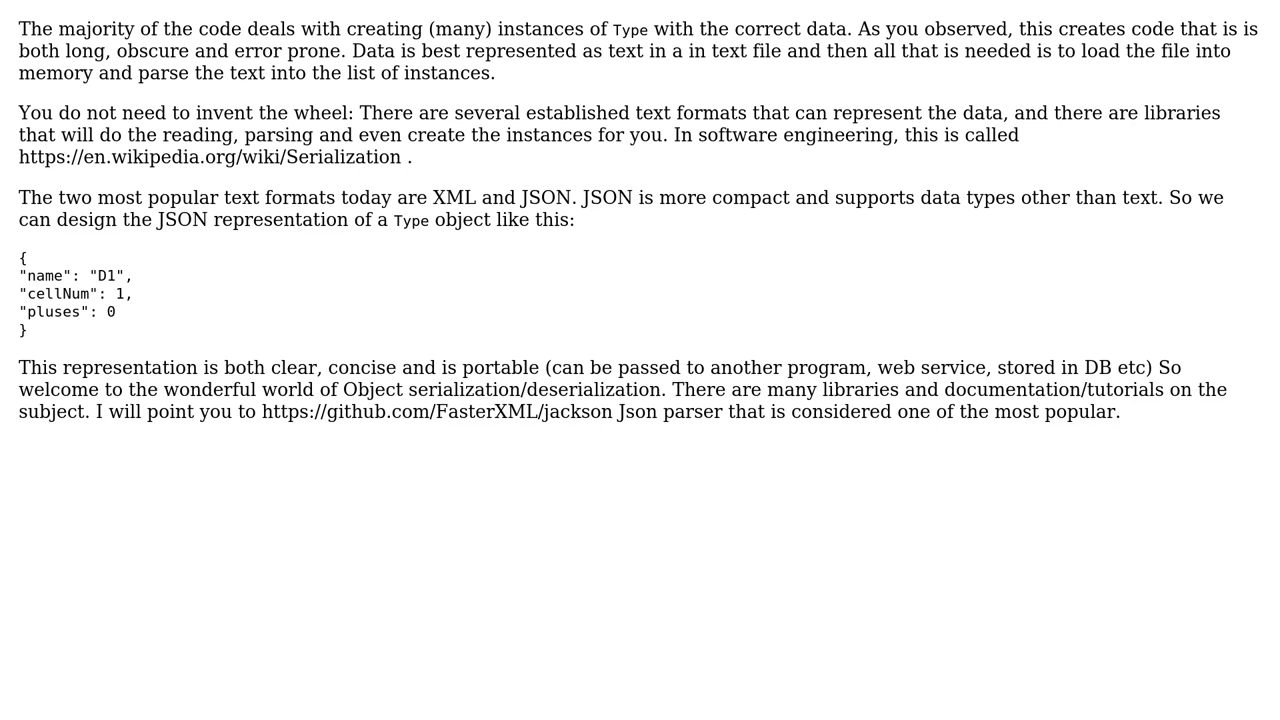 The majority of the code deals with creating (many) instances of Type with the correct data. As you observed, this creates code that is is
both long, obscure and error prone. Data is best represented as text in a in text file and then all that is needed is to load the file into
memory and parse the text into the list of instances.
You do not need to invent the wheel: There are several established text formats that can represent the data, and there are libraries
that will do the reading, parsing and even create the instances for you. In software engineering, this is called
https://en.wikipedia.org/wiki/Serialization .
The two most popular text formats today are XML and JSON. JSON is more compact and supports data types other than text. So we
can design the JSON representation of a Type object like this:
{
"name": "D1",
"cellNum": 1,
"pluses": 0
}
This representation is both clear, concise and is portable (can be passed to another program, web service, stored in DB etc) So
welcome to the wonderful world of Object serialization/deserialization. There are many libraries and documentation/tutorials on the
subject. I will point you to https://github.com/FasterXML/jackson Json parser that is considered one of the most popular.